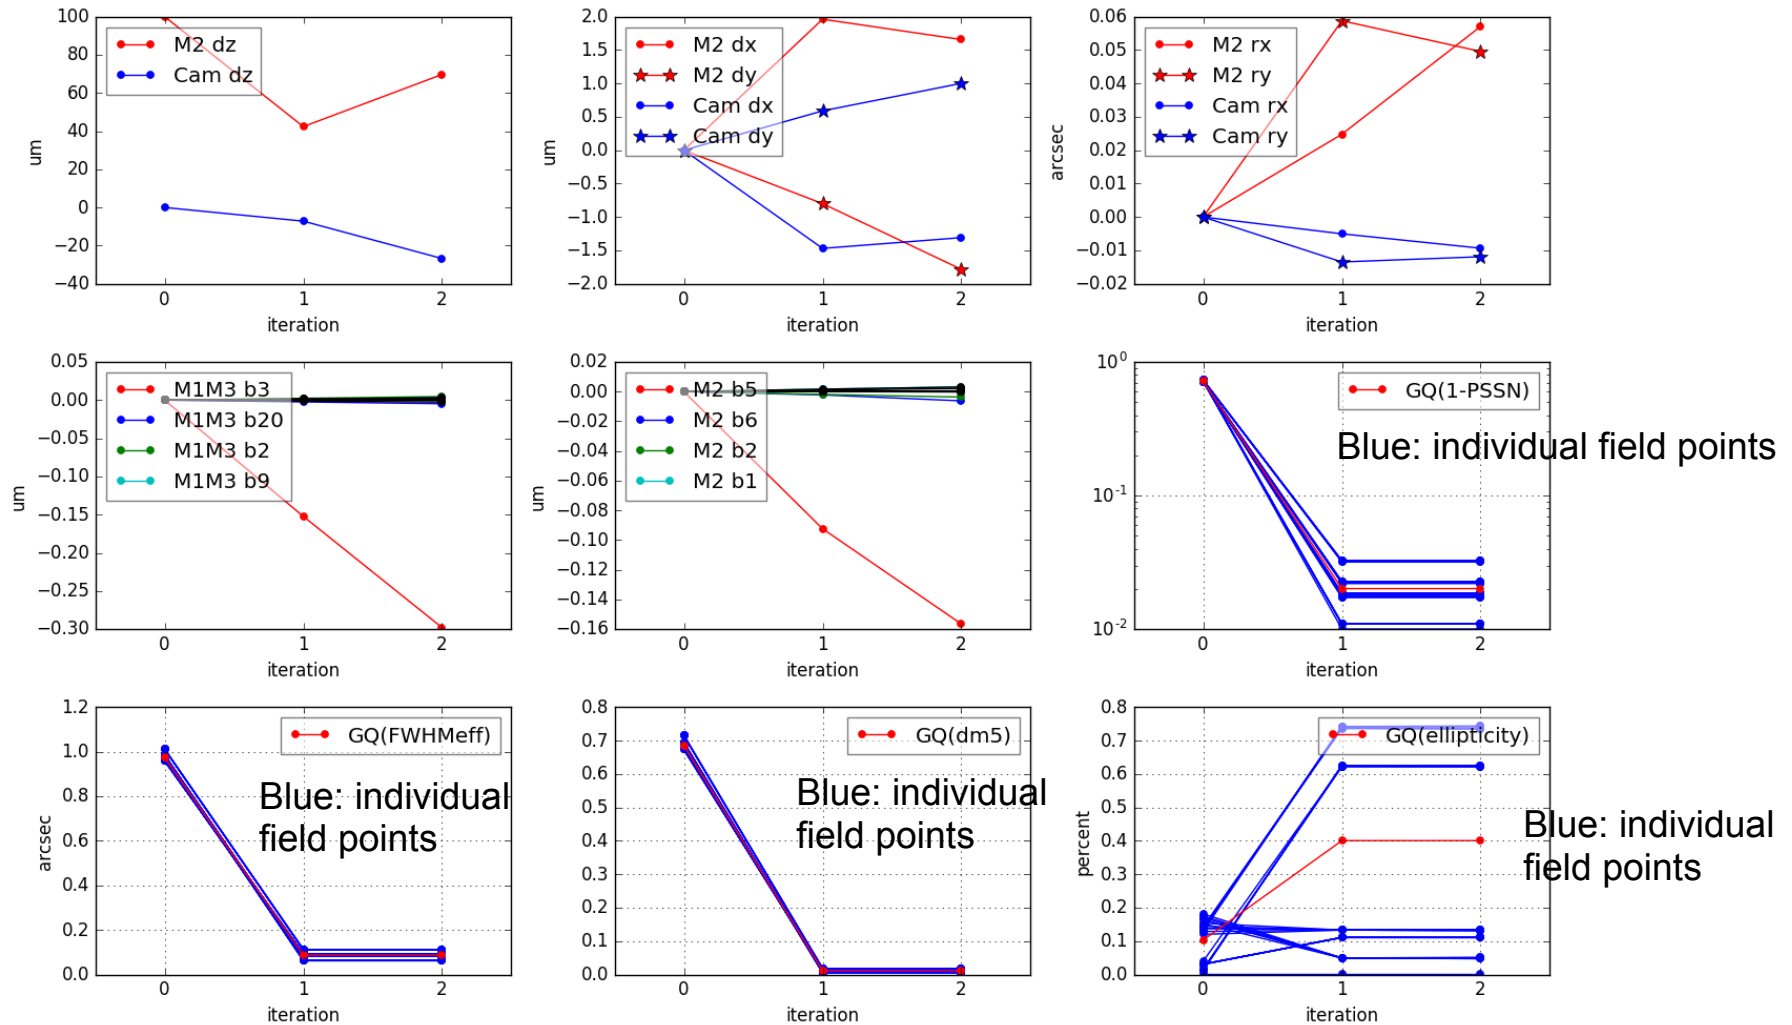 100
80
60
40
20
0
−20
−40
um
M2 dz
Cam dz
0 1 2
iteration
2.0
1.5
1.0
0.5
0.0
−0.5
−1.0
−1.5
−2.0
um
M2 dx
M2 dy
Cam dx
Cam dy
0 1 2
iteration
0.06
0.05
0.04
0.03
0.02
0.01
0.00
−0.01
−0.02
arcsec
M2 rx
M2 ry
Cam rx
Cam ry
0 1 2
iteration
0.05
0.00
−0.05
−0.10
−0.15
−0.20
−0.25
−0.30
um
M1M3 b3
M1M3 b20
M1M3 b2
M1M3 b9
0 1 2
iteration
0.02
0.00
−0.02
−0.04
−0.06
−0.08
−0.10
−0.12
−0.14
−0.16
um
M2 b5
M2 b6
M2 b2
M2 b1
0 1 2
iteration
10⁰
10⁻¹
10⁻²
GQ(1-PSSN)
Blue: individual field points
0 1 2
iteration
1.2
1.0
0.8
0.6
0.4
0.2
0.0
arcsec
GQ(FWHMeff)
Blue: individual
field points
0 1 2
iteration
0.8
0.7
0.6
0.5
0.4
0.3
0.2
0.1
0.0
GQ(dm5)
Blue: individual
field points
0 1 2
iteration
0.8
0.7
0.6
0.5
0.4
0.3
0.2
0.1
0.0
percent
GQ(ellipticity)
Blue: individual
field points
0 1 2
iteration